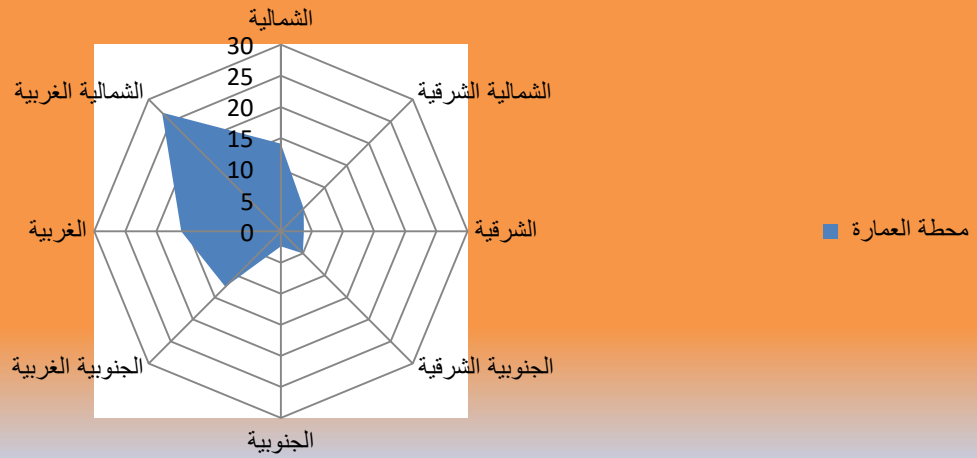 الشمالية
30
الشمالية الغربية
الشمالية الشرقية
25
20
15
10
5
0
الغربية
الشرقية
محطة العمارة
الجنوبية الغربية
الجنوبية الشرقية
الجنوبية